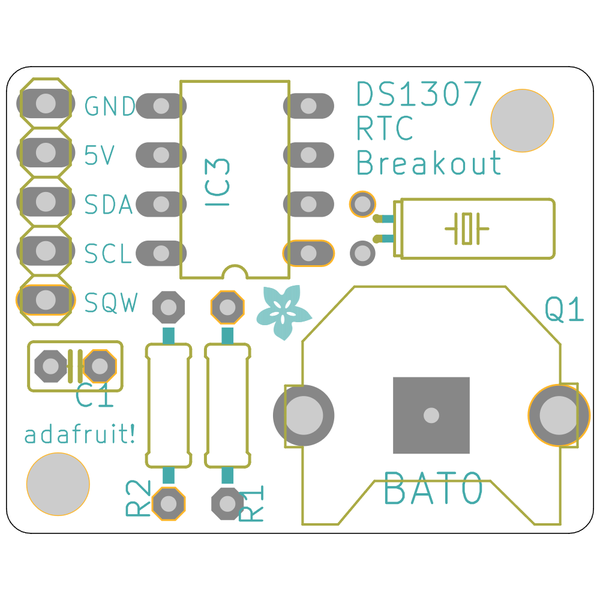 GND
5V
SDA
SCL
SQW
IC3
DS1307
RTC
Breakout
Q1
C1
adafruit!
R2
R1
BAT0